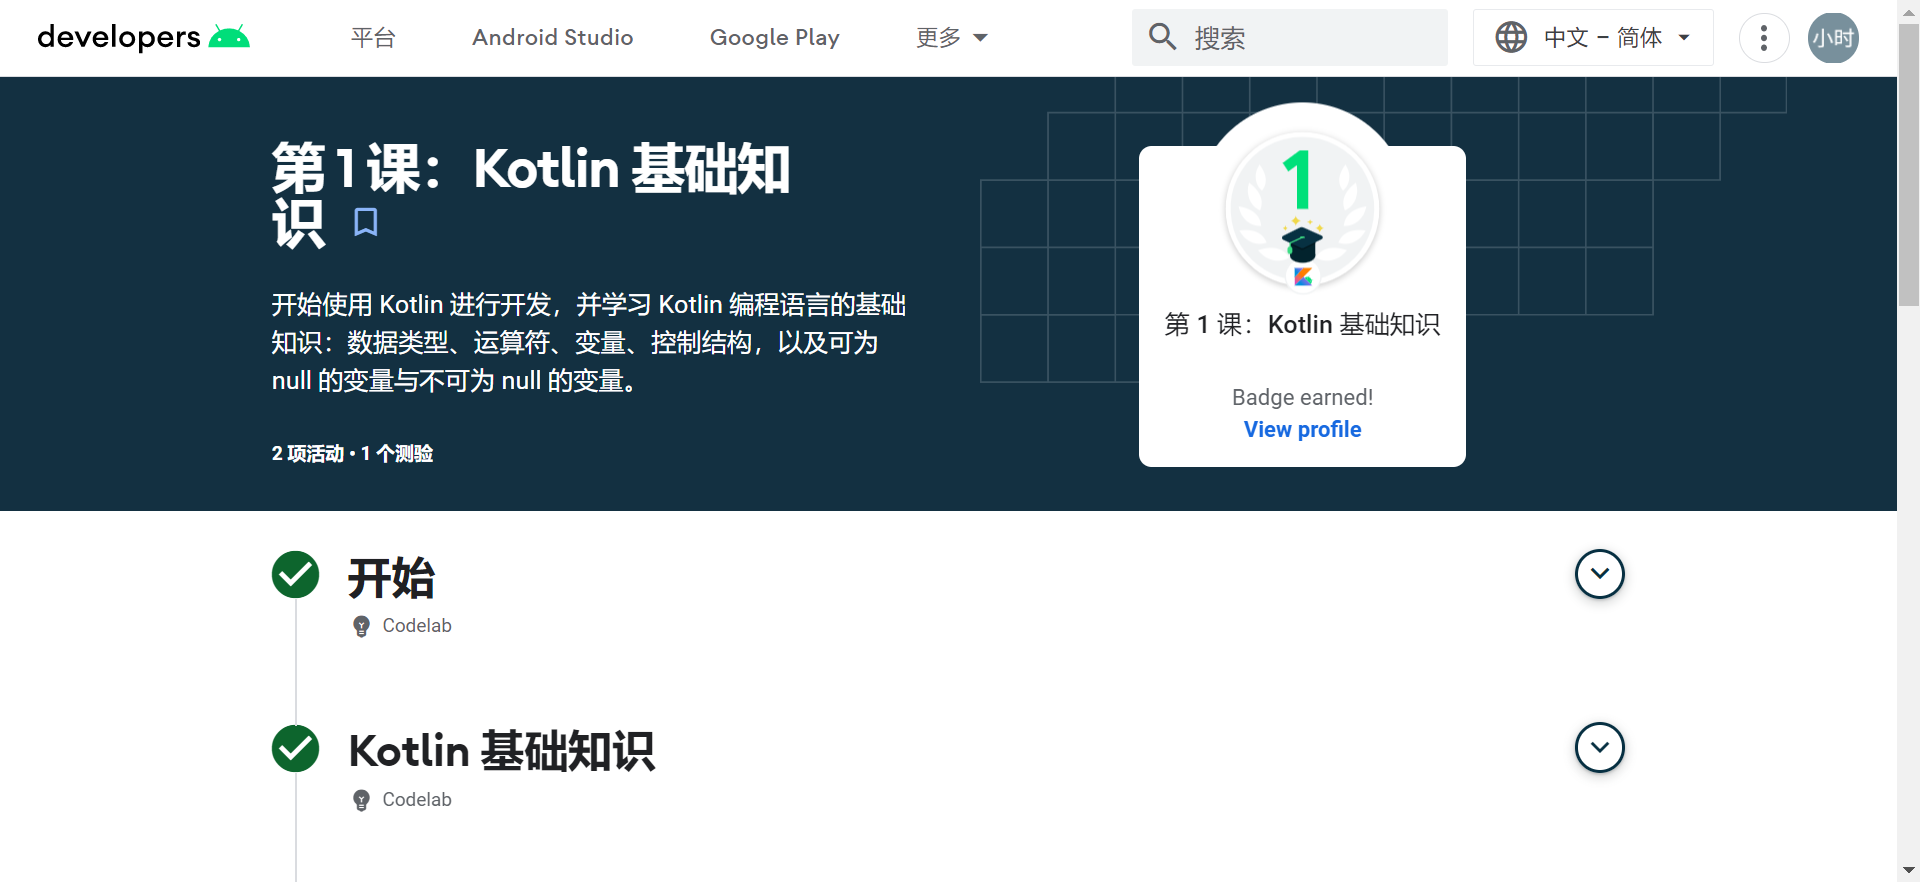 developers
平台
Android Studio
Google Play
更多
搜索
中文 – 简体
小时
第 1 课：Kotlin 基础知
识
开始使用 Kotlin 进行开发，并学习 Kotlin 编程语言的基础
知识：数据类型、运算符、变量、控制结构，以及可为
null 的变量与不可为 null 的变量。
2 项活动 • 1 个测验
1
第 1 课：Kotlin 基础知识
Badge earned!
View profile
开始
Codelab
Kotlin 基础知识
Codelab